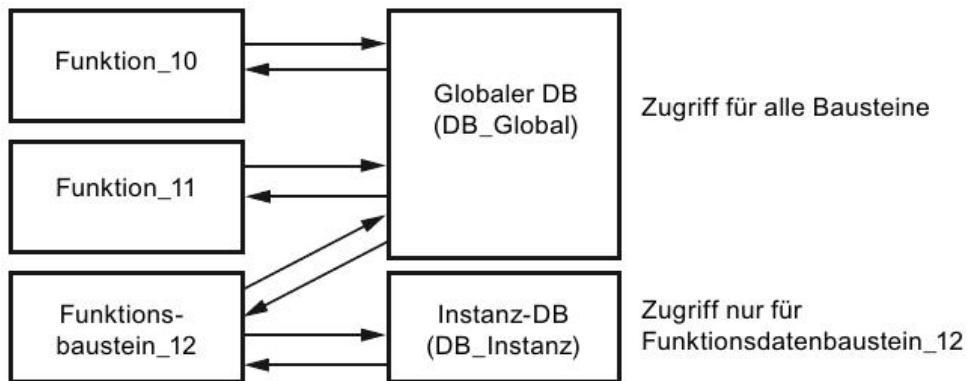 Funktion_10
Globaler DB
(DB_Global)
Zugriff für alle Bausteine
Funktion_11
Funktions-
baustein_12
Instanz-DB
(DB_Instanz)
Zugriff nur für
Funktionsdatenbaustein_12